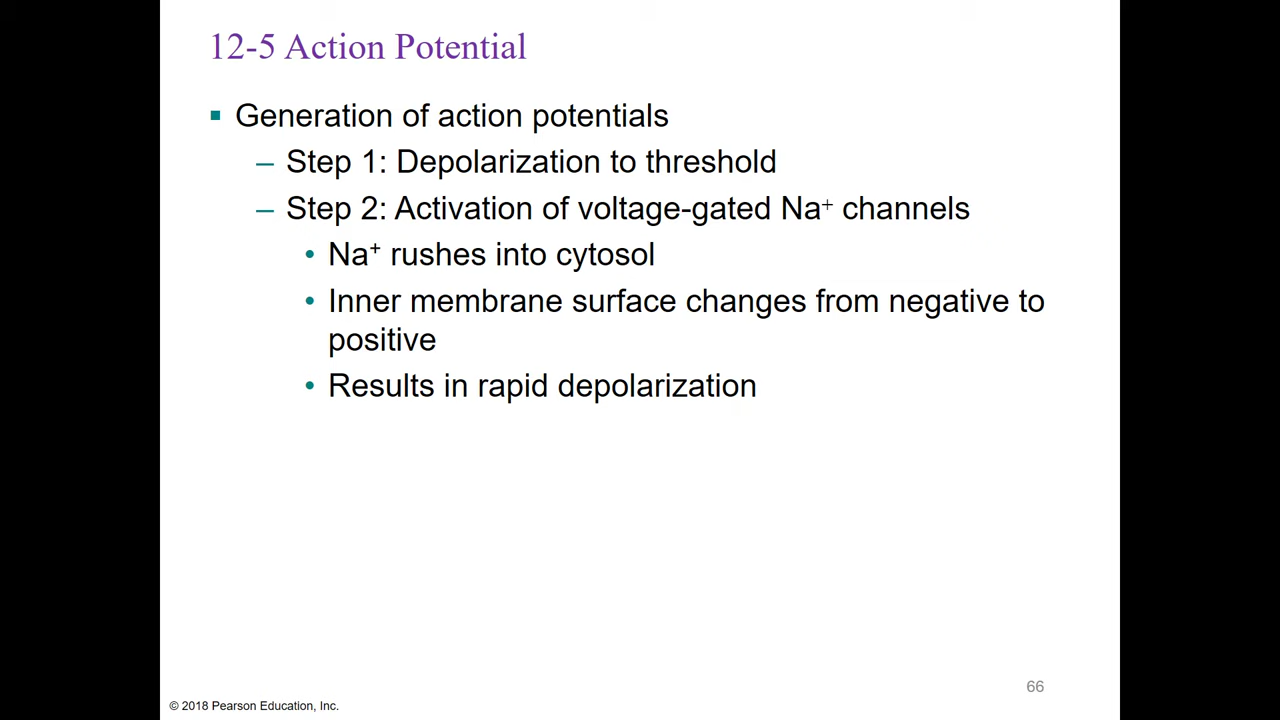 12-5 Action Potential
▪ Generation of action potentials
– Step 1: Depolarization to threshold
– Step 2: Activation of voltage-gated Na⁺ channels
• Na⁺ rushes into cytosol
• Inner membrane surface changes from negative to
positive
• Results in rapid depolarization
66
© 2018 Pearson Education, Inc.